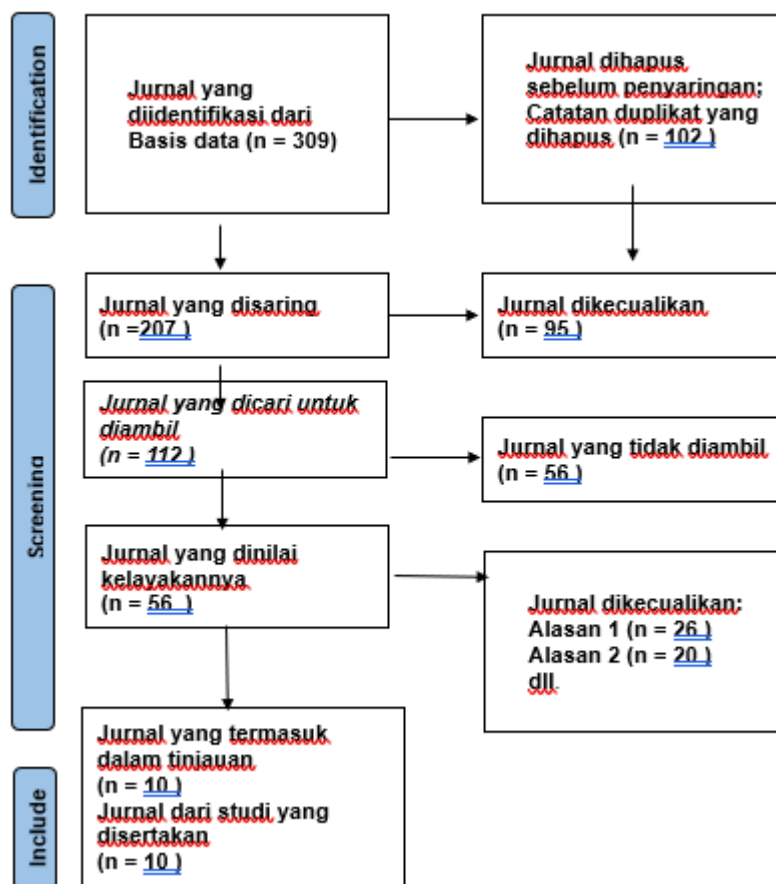 Identification
Jurnal yang
diidentifikasi dari
Basis data (n = 309)
Jurnal dihapus
sebelum penyaringan:
Catatan duplikat yang
dihapus (n = 102 )
Screening
Jurnal yang disaring
(n =207 )
Jurnal dikecualikan
(n = 95 )
Jurnal yang dicari untuk
diambil
(n = 112 )
Jurnal yang tidak diambil
(n = 56 )
Jurnal yang dinilai
kelayakannya
(n = 56 )
Jurnal dikecualikan:
Alasan 1 (n = 26 )
Alasan 2 (n = 20 )
dll.
Include
Jurnal yang termasuk
dalam tinjauan
(n = 10 )
Jurnal dari studi yang
disertakan
(n = 10 )